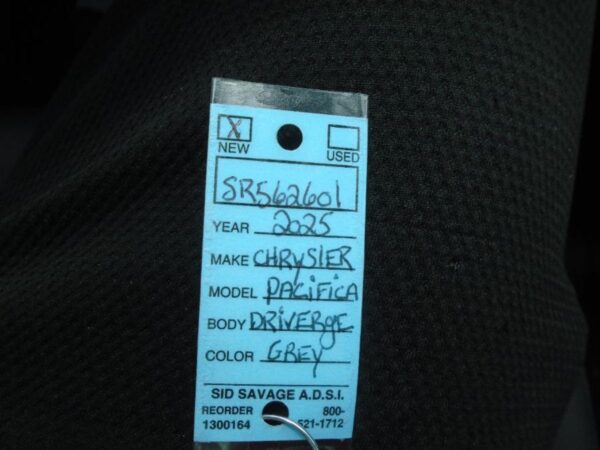 X
NEW USED
SR562601
YEAR 2025
MAKE CHRYSLER
MODEL PACIFICA
BODY DRIVERGE
COLOR GREY
SID SAVAGE A.D.S.I.
REORDER 800-
1300164 521-1712